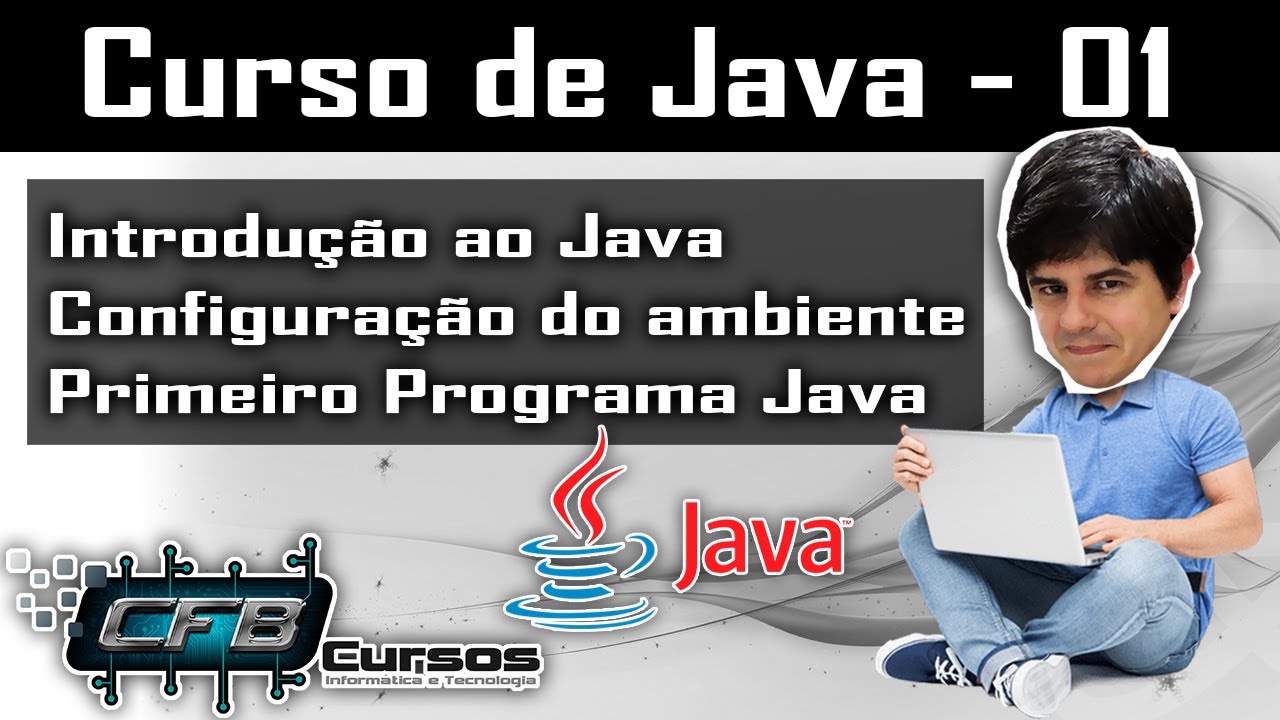 Curso de Java - 01
Introdução ao Java
Configuração do ambiente
Primeiro Programa Java
Java™
CFB
Cursos
Informática e Tecnologia